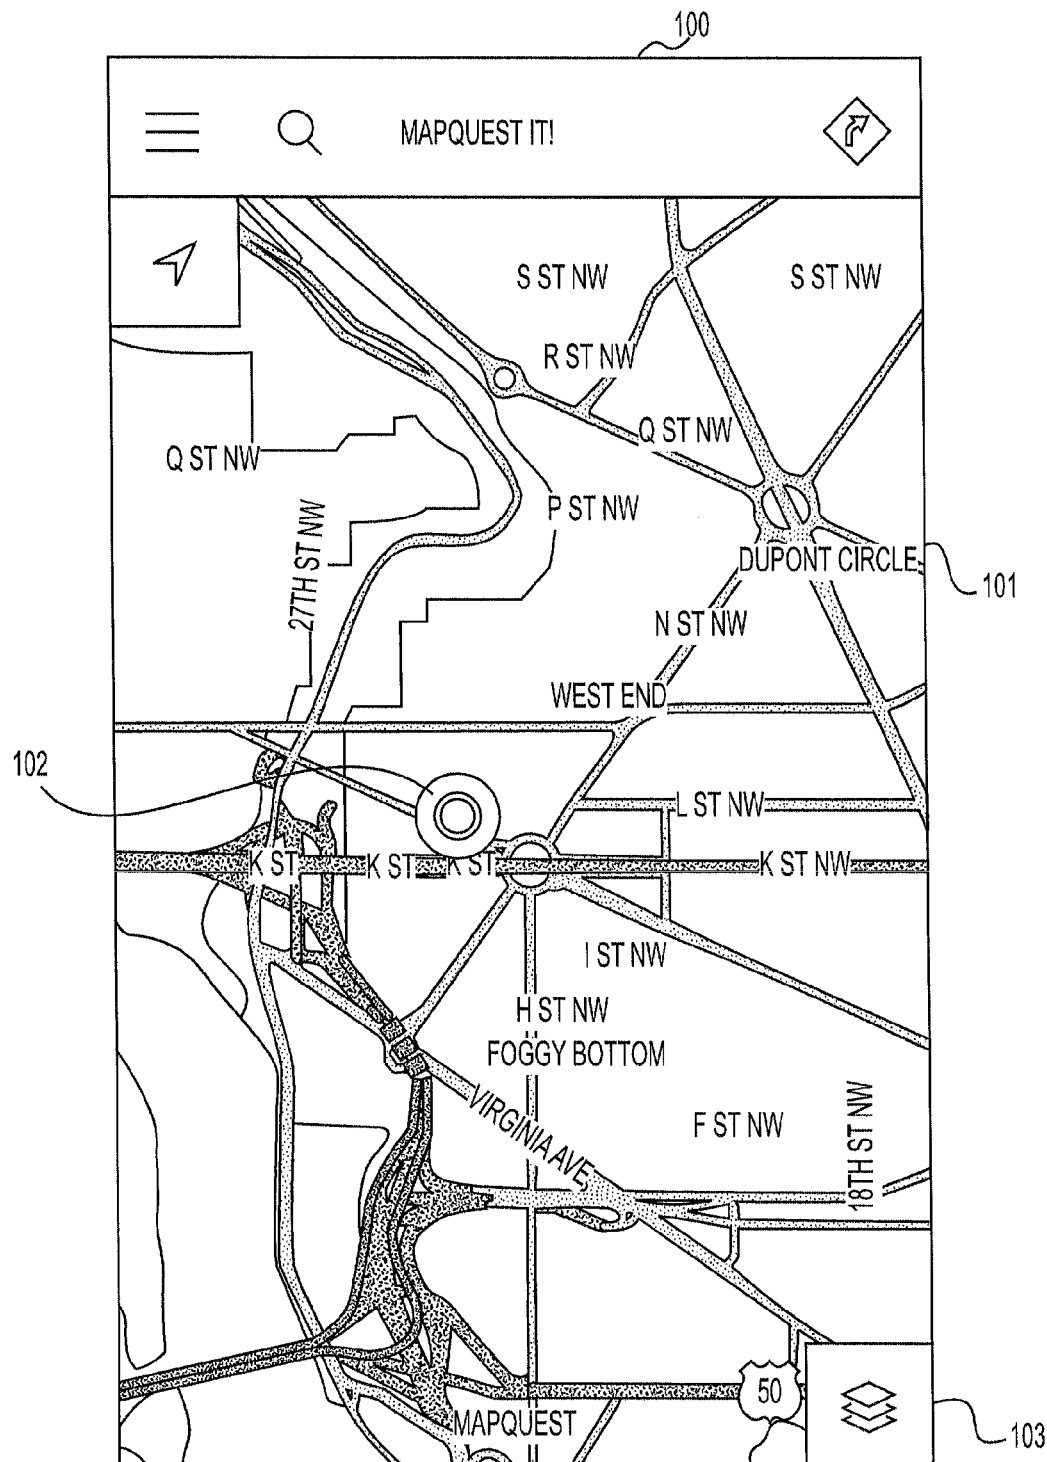 100
MAPQUEST IT!
S ST NW
S ST NW
R ST NW
Q ST NW
Q ST NW
P ST NW
27TH ST NW
DUPONT CIRCLE
101
N ST NW
WEST END
102
L ST NW
K ST
K ST
K ST
K ST NW
I ST NW
H ST NW
FOGGY BOTTOM
VIRGINIA AVE
F ST NW
18TH ST NW
50
MAPQUEST
103